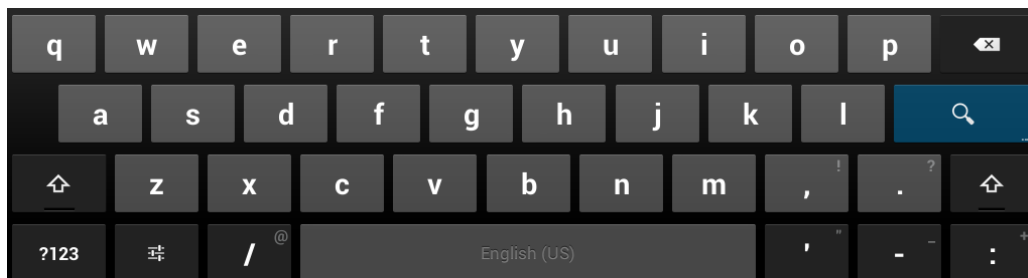 q w e r t y u i o p
a s d f g h j k l
z x c v b n m , ! . ?
?123 / @ English (US) ' " - _ : +